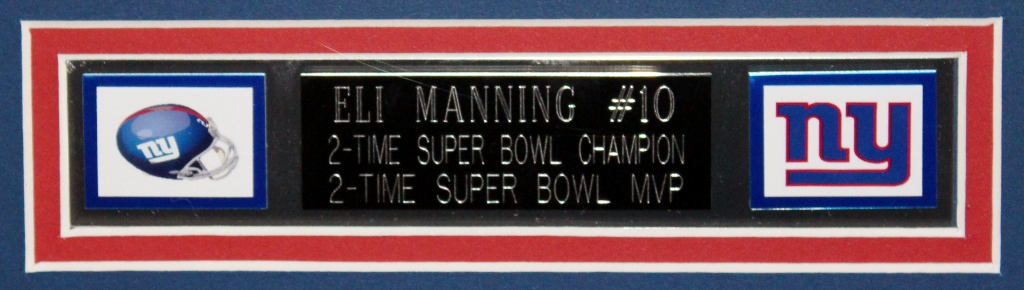 ELI MANNING #10
2-TIME SUPER BOWL CHAMPION
2-TIME SUPER BOWL MVP
ny
ny